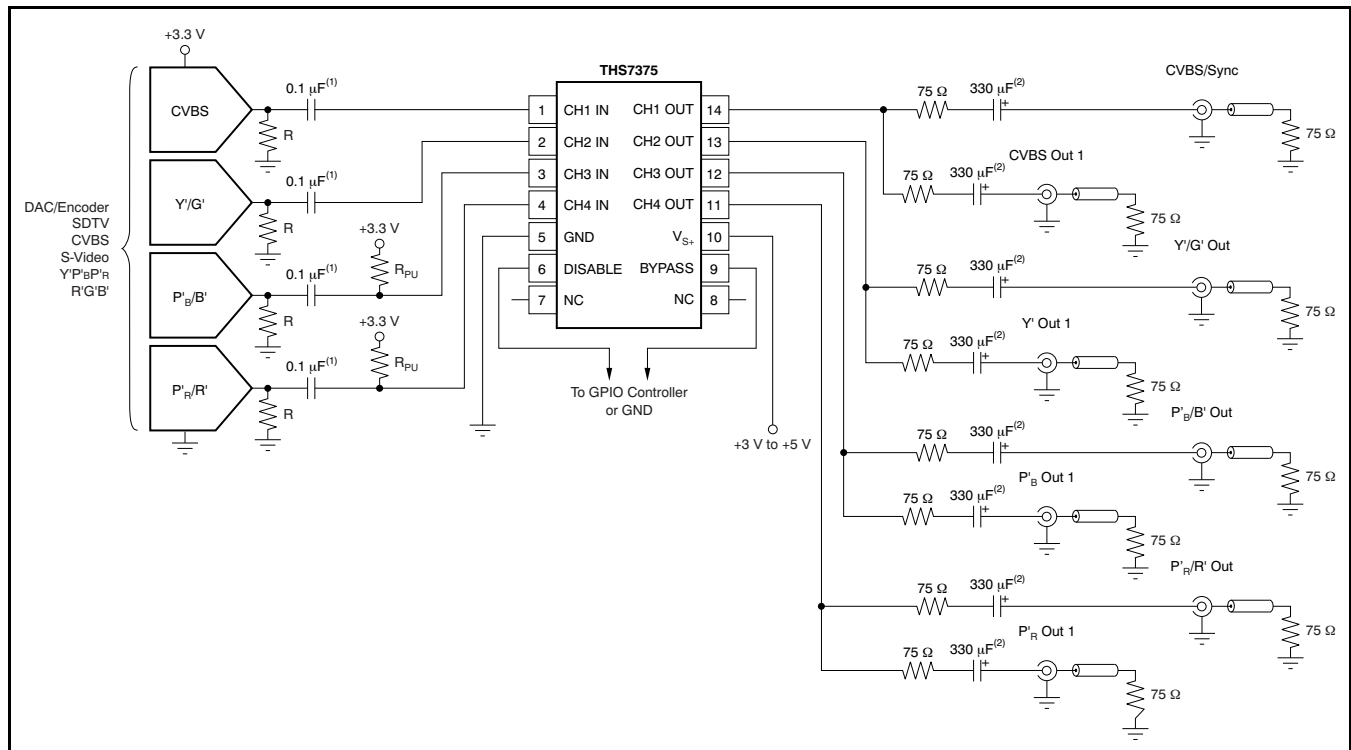 +3.3 V
THS7375
CVBS/Sync
CVBS
0.1 µF(1)
R
1 CH1 IN CH1 OUT 14
75 Ω 330 µF(2) +
75 Ω
2 CH2 IN CH2 OUT 13
CVBS Out 1
Y'/G'
0.1 µF(1)
R
3 CH3 IN CH3 OUT 12
75 Ω 330 µF(2) +
75 Ω
4 CH4 IN CH4 OUT 11
DAC/Encoder
SDTV
CVBS
S-Video
Y'P'BP'R
R'G'B'
+3.3 V
RPU
5 GND VS+ 10
Y'/G' Out
P'B/B'
0.1 µF(1)
R
6 DISABLE BYPASS 9
75 Ω 330 µF(2) +
75 Ω
7 NC NC 8
Y' Out 1
+3.3 V
RPU
75 Ω 330 µF(2) +
75 Ω
P'R/R'
0.1 µF(1)
R
To GPIO Controller
or GND
+3 V to +5 V
P'B/B' Out
75 Ω 330 µF(2) +
75 Ω
P'B Out 1
75 Ω 330 µF(2) +
75 Ω
P'R/R' Out
75 Ω 330 µF(2) +
75 Ω
P'R Out 1
75 Ω 330 µF(2) +
75 Ω